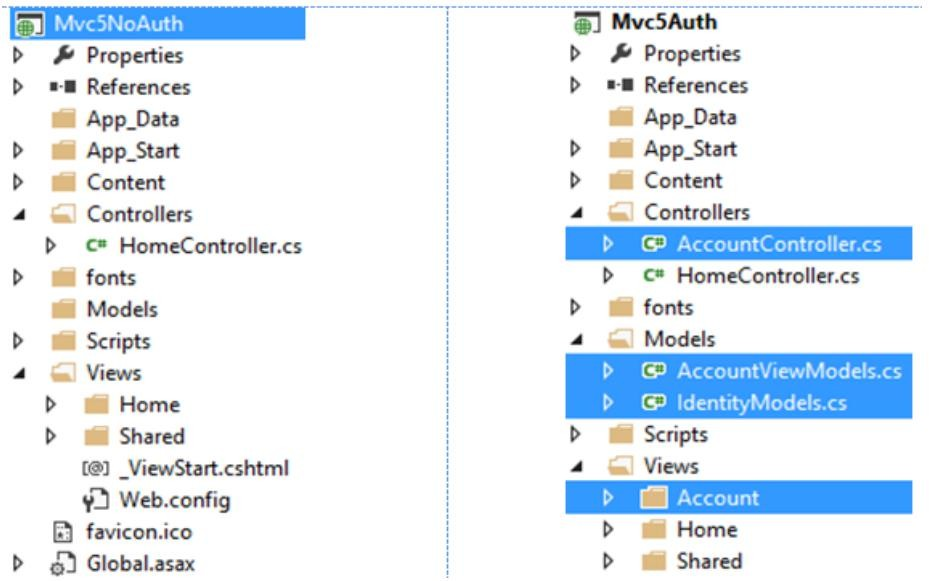 Mvc5NoAuth
Properties
References
App_Data
App_Start
Content
Controllers
C# HomeController.cs
fonts
Models
Scripts
Views
Home
Shared
[@] _ViewStart.cshtml
Web.config
favicon.ico
Global.asax
Mvc5Auth
Properties
References
App_Data
App_Start
Content
Controllers
C# AccountController.cs
C# HomeController.cs
fonts
Models
C# AccountViewModels.cs
C# IdentityModels.cs
Scripts
Views
Account
Home
Shared